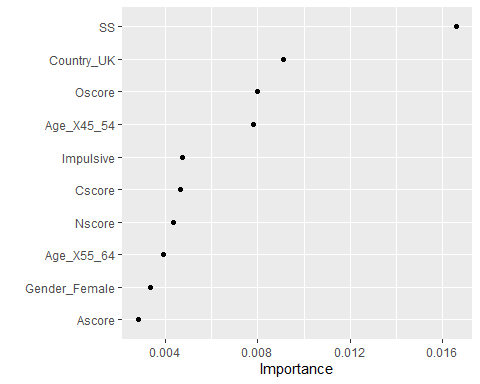 SS
Country_UK
Oscore
Age_X45_54
Impulsive
Cscore
Nscore
Age_X55_64
Gender_Female
Ascore
0.004 0.008 0.012 0.016
Importance